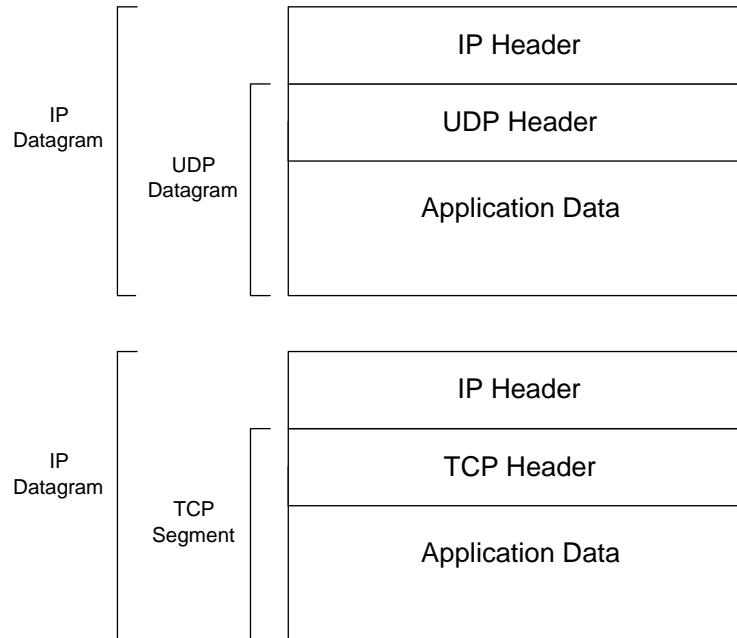 IP Header
IP
Datagram
UDP Header
UDP
Datagram
Application Data
IP Header
IP
Datagram
TCP Header
TCP
Segment
Application Data